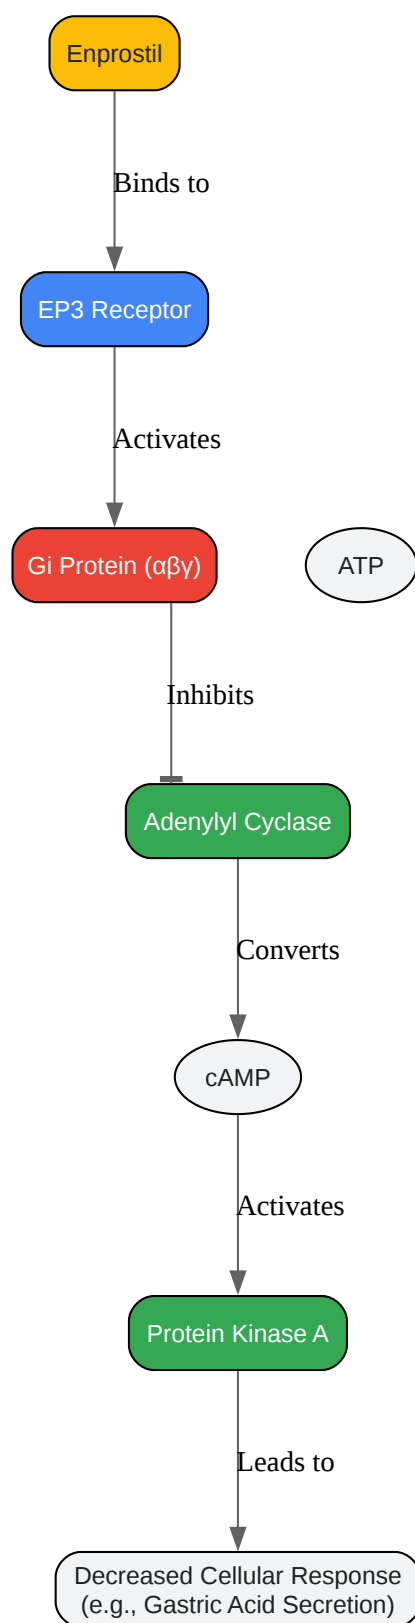 Enprostil
Binds to
EP3 Receptor
Activates
Gi Protein (αβγ)
ATP
Inhibits
Adenylyl Cyclase
Converts
cAMP
Activates
Protein Kinase A
Leads to
Decreased Cellular Response
(e.g., Gastric Acid Secretion)